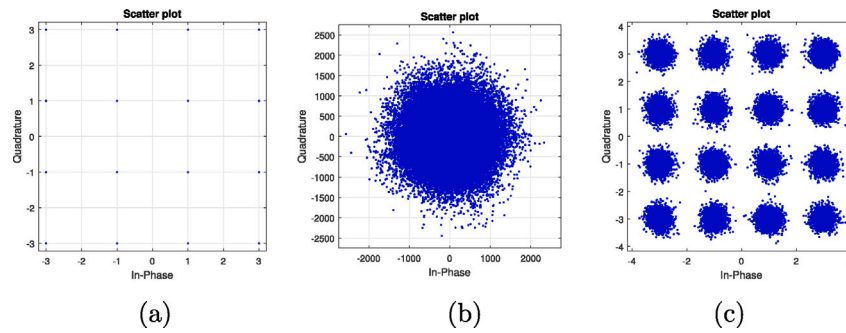 Scatter plot
3
2
1
0
-1
-2
-3
Quadrature
-3 -2 -1 0 1 2 3
In-Phase
(a)
Scatter plot
2500
2000
1500
1000
500
0
-500
-1000
-1500
-2000
-2500
Quadrature
-2000 -1000 0 1000 2000
In-Phase
(b)
Scatter plot
4
3
2
1
0
-1
-2
-3
-4
Quadrature
-4 -2 0 2
In-Phase
(c)